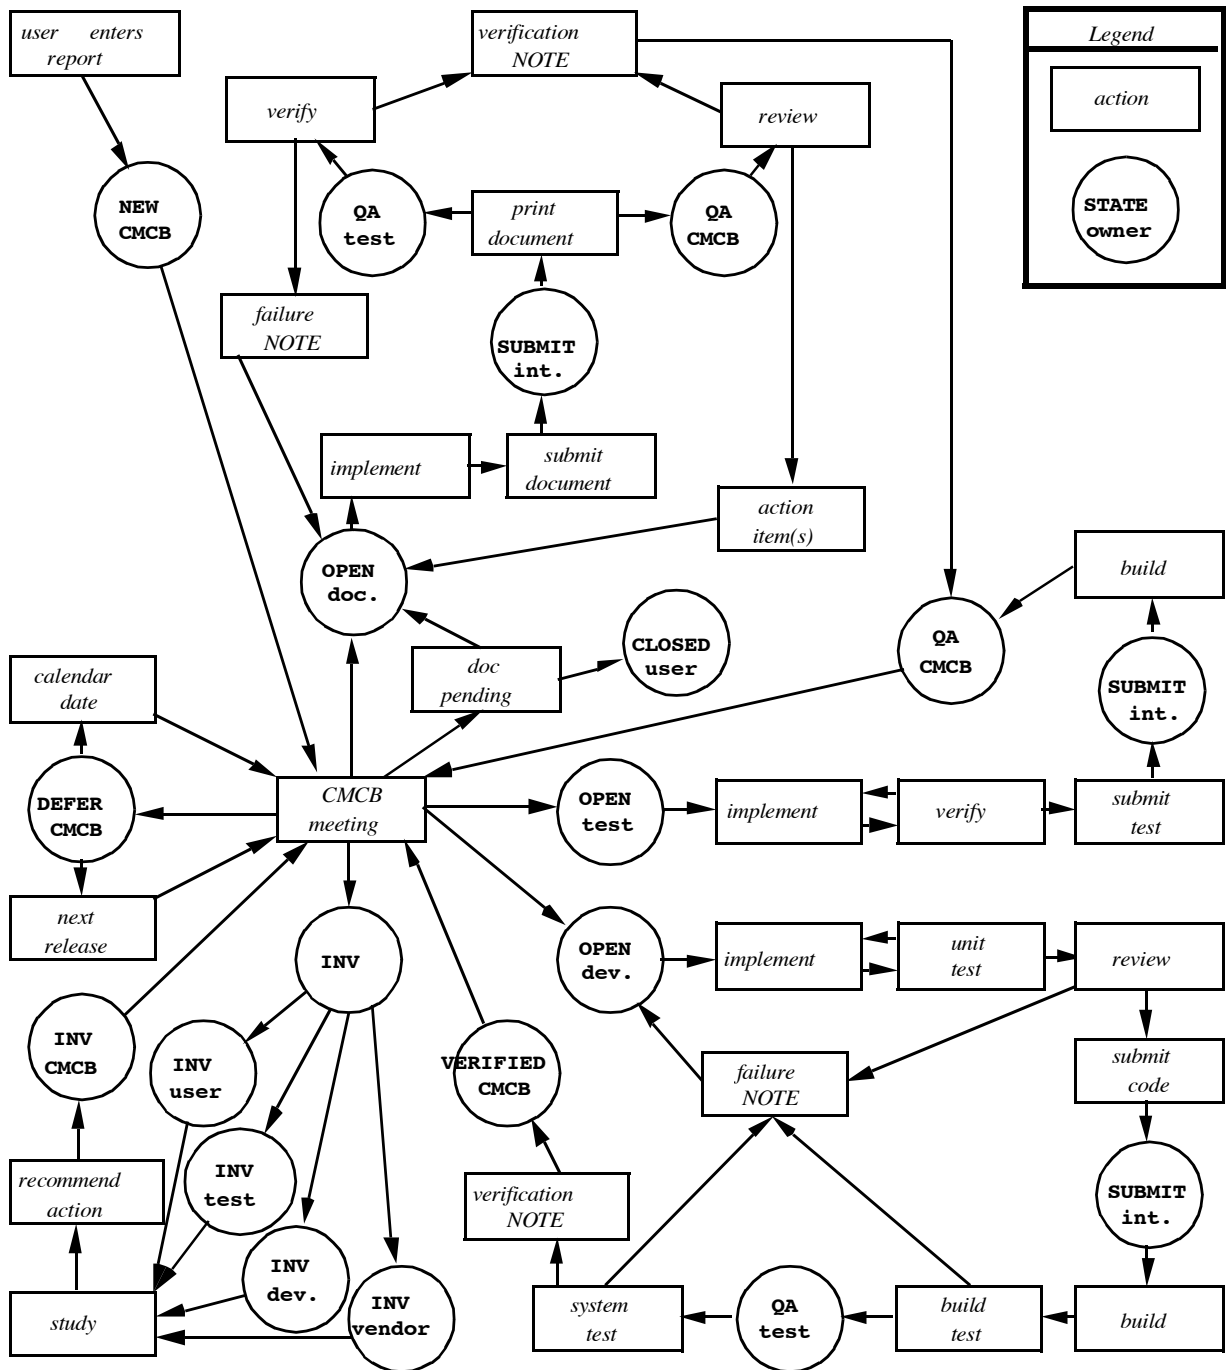 user enters
report
verification
NOTE
Legend
action
STATE
owner
verify
review
NEW
CMCB
QA
test
print
document
QA
CMCB
failure
NOTE
SUBMIT
int.
implement
submit
document
action
item(s)
OPEN
doc.
build
CLOSED
user
QA
CMCB
calendar
date
doc
pending
SUBMIT
int.
DEFER
CMCB
CMCB
meeting
OPEN
test
implement
verify
submit
test
next
release
INV
OPEN
dev.
implement
unit
test
review
INV
CMCB
INV
user
VERIFIED
CMCB
failure
NOTE
submit
code
recommend
action
INV
test
verification
NOTE
SUBMIT
int.
study
INV
dev.
INV
vendor
system
test
QA
test
build
test
build